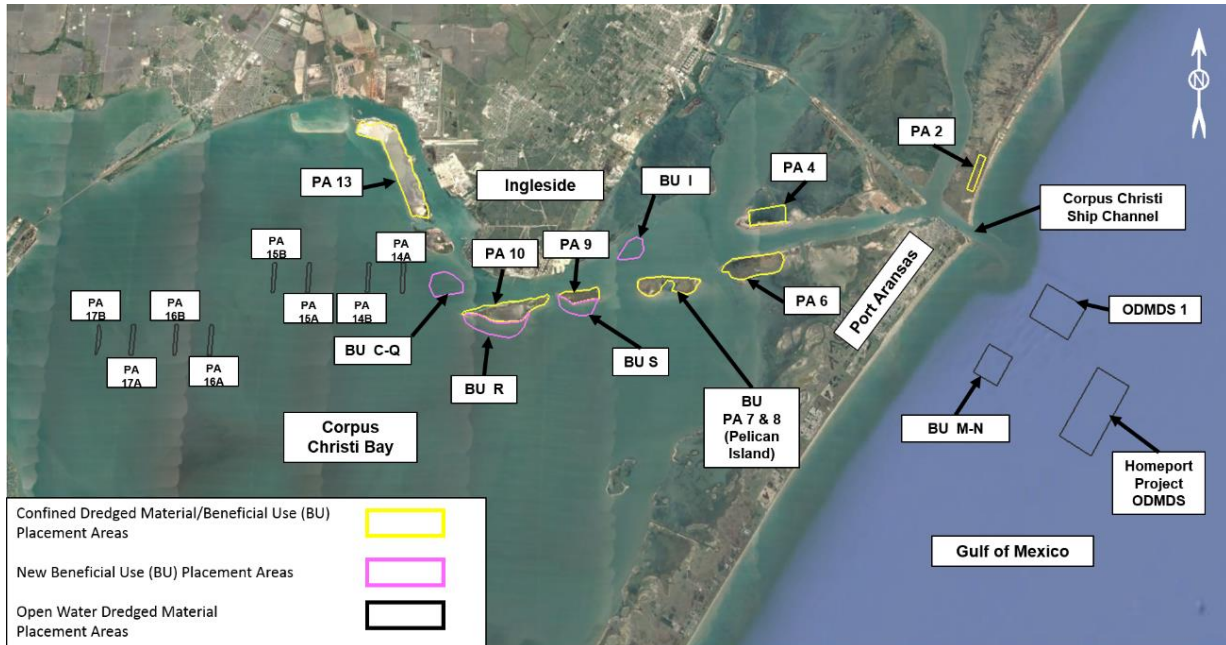 N
PA 2
PA 4
BU I
Ingleside
PA 13
Corpus Christi
Ship Channel
PA
15B
PA
14A
PA 10
PA 9
PA
17B
PA
16B
PA
15A
PA
14B
PA 6
Port Aransas
ODMDS 1
PA
17A
PA
16A
BU C-Q
BU S
BU R
BU
PA 7 & 8
(Pelican
Island)
BU M-N
Corpus
Christi Bay
Homeport
Project
ODMDS
Gulf of Mexico
Confined Dredged Material/Beneficial Use (BU)
Placement Areas
New Beneficial Use (BU) Placement Areas
Open Water Dredged Material
Placement Areas